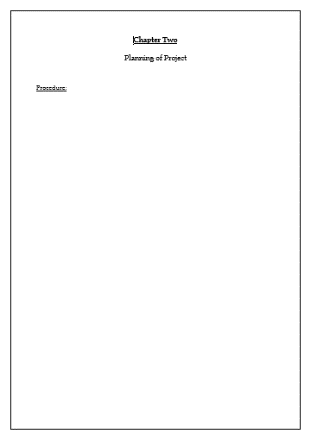 Chapter Two
Planning of Project
Procedure: